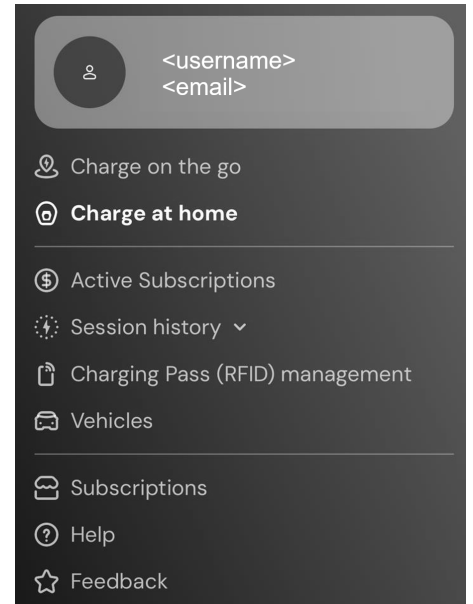 <username>
<email>
Charge on the go
Charge at home
Active Subscriptions
Session history
Charging Pass (RFID) management
Vehicles
Subscriptions
Help
Feedback